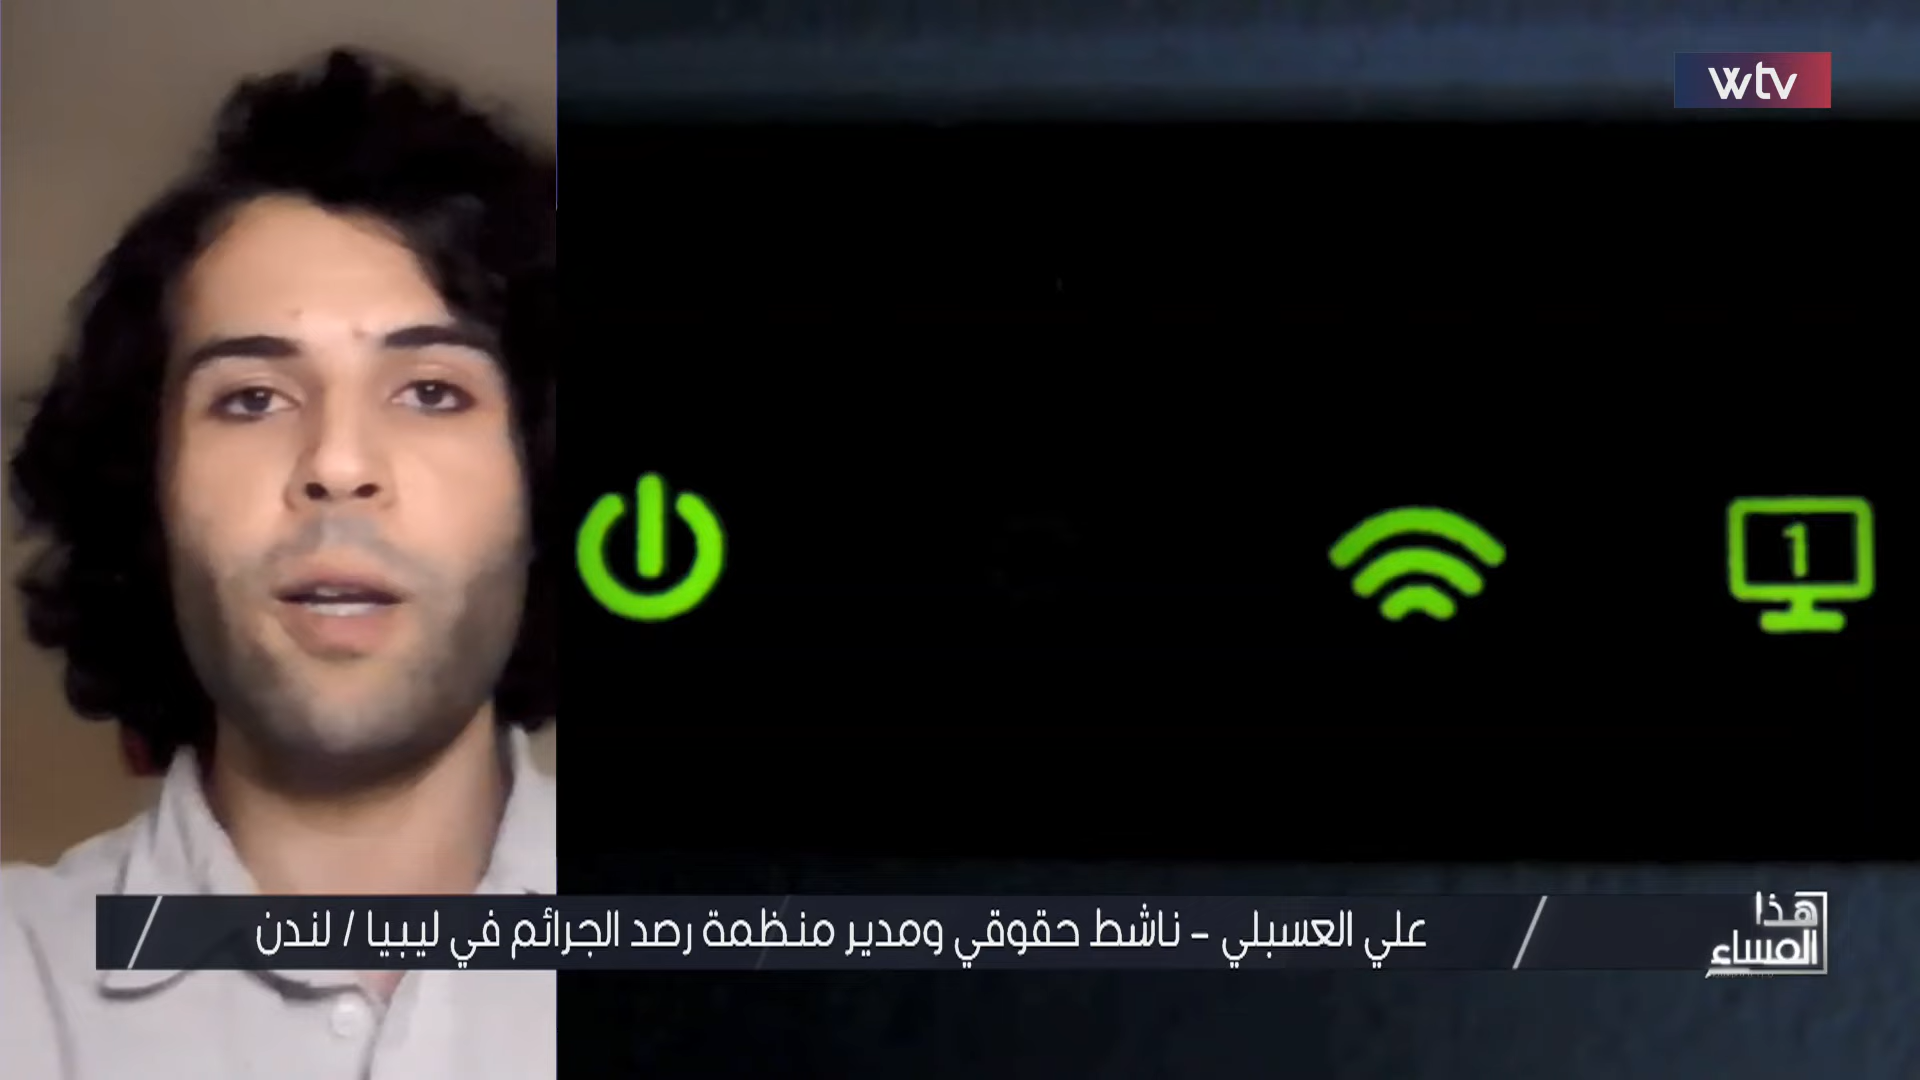 wtv
1
علي العسبلي - ناشط حقوقي ومدير منظمة رصد الجرائم في ليبيا / لندن
هذا
المساء